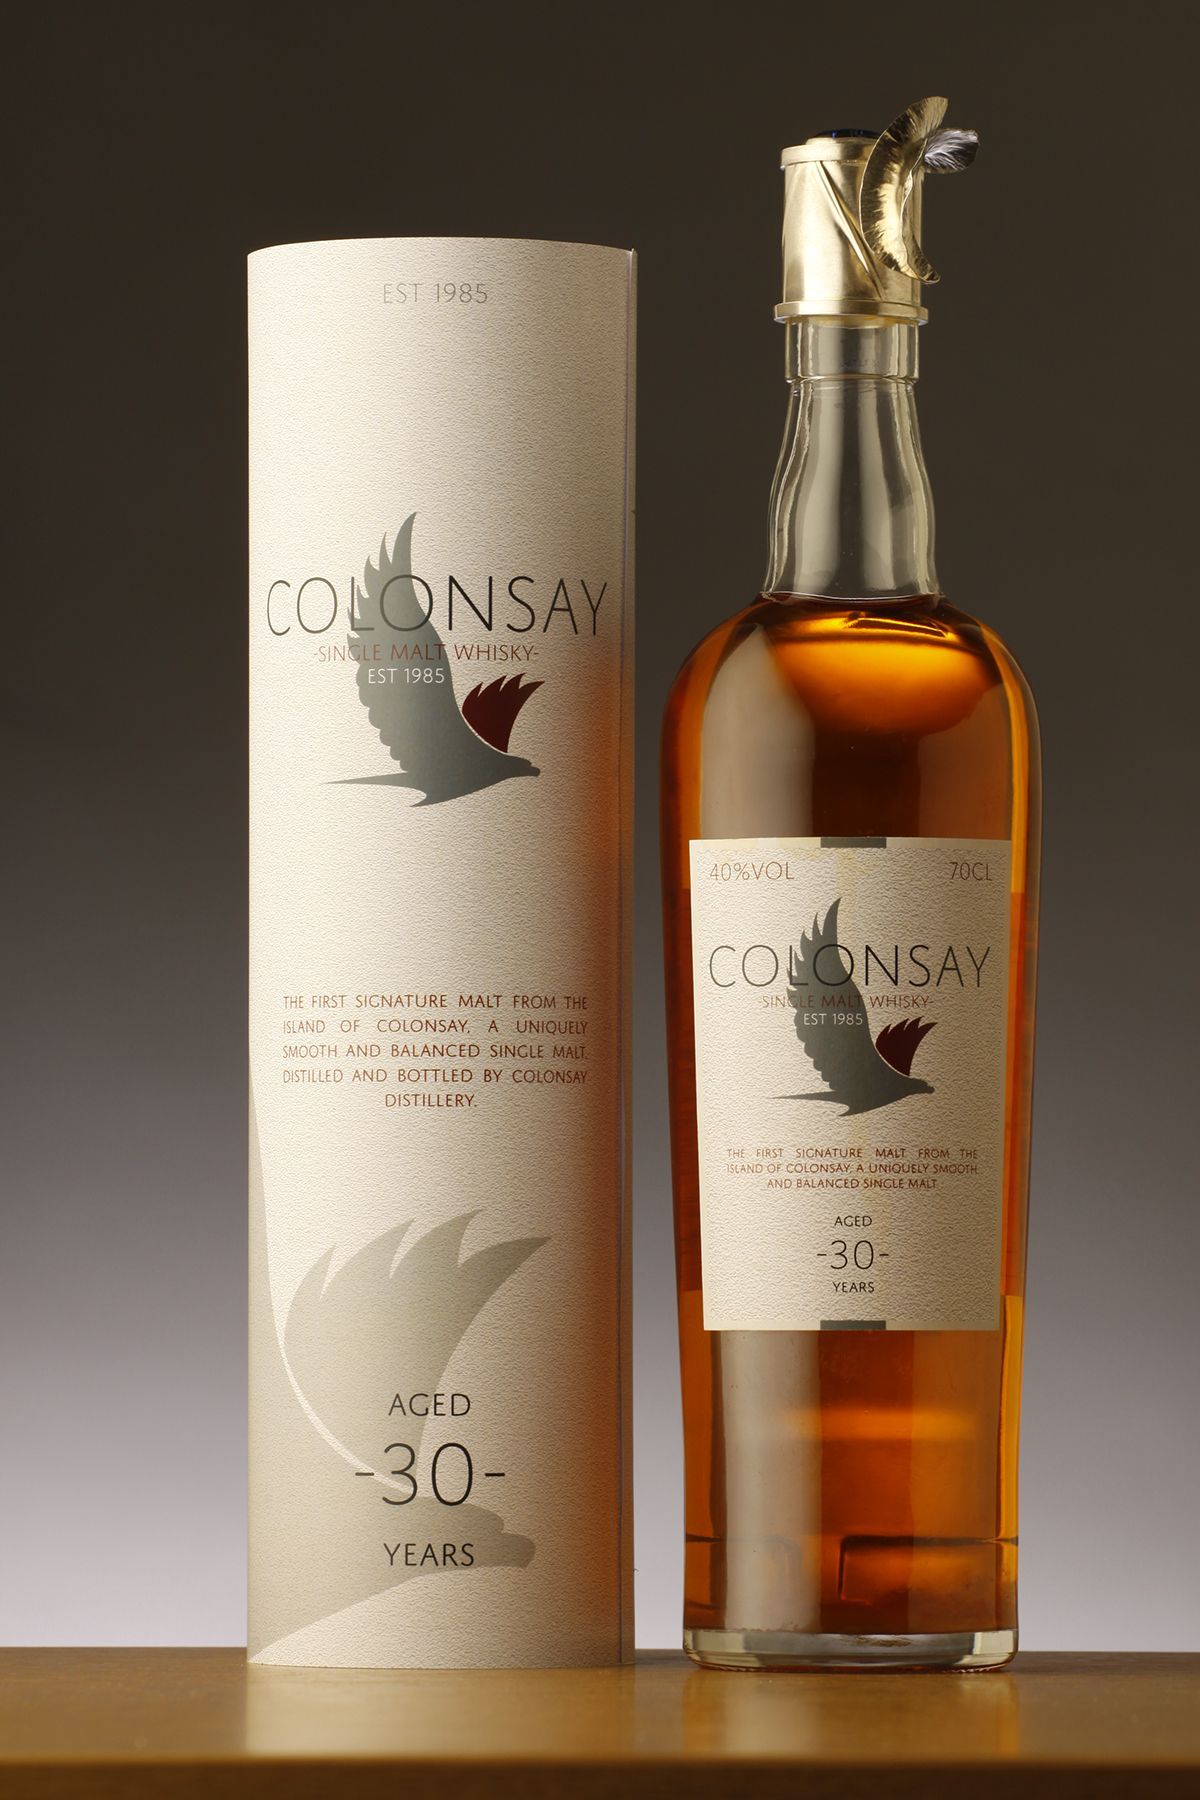 EST 1985
COLONSAY
-SINGLE MALT WHISKY-
EST 1985
THE FIRST SIGNATURE MALT FROM THE
ISLAND OF COLONSAY, A UNIQUELY
SMOOTH AND BALANCED SINGLE MALT.
DISTILLED AND BOTTLED BY COLONSAY
DISTILLERY.
AGED
-30-
YEARS
40%VOL 70CL
COLONSAY
-SINGLE MALT WHISKY-
EST 1985
THE FIRST SIGNATURE MALT FROM THE
ISLAND OF COLONSAY, A UNIQUELY SMOOTH
AND BALANCED SINGLE MALT
AGED
-30-
YEARS